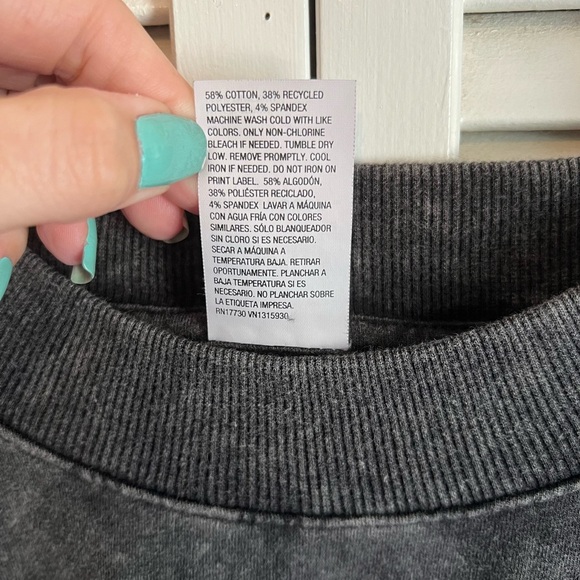 58% COTTON, 38% RECYCLED
POLYESTER, 4% SPANDEX
MACHINE WASH COLD WITH LIKE
COLORS. ONLY NON-CHLORINE
BLEACH IF NEEDED. TUMBLE DRY
LOW. REMOVE PROMPTLY. COOL
IRON IF NEEDED. DO NOT IRON ON
PRINT LABEL. 58% ALGODÓN,
38% POLIÉSTER RECICLADO,
4% SPANDEX. LAVAR A MÁQUINA
CON AGUA FRÍA CON COLORES
SIMILARES. SÓLO BLANQUEADOR
SIN CLORO SI ES NECESARIO.
SECAR A MÁQUINA A
TEMPERATURA BAJA. RETIRAR
OPORTUNAMENTE. PLANCHAR A
BAJA TEMPERATURA SI ES
NECESARIO. NO PLANCHAR SOBRE
LA ETIQUETA IMPRESA.
RN17730 VN1315930_